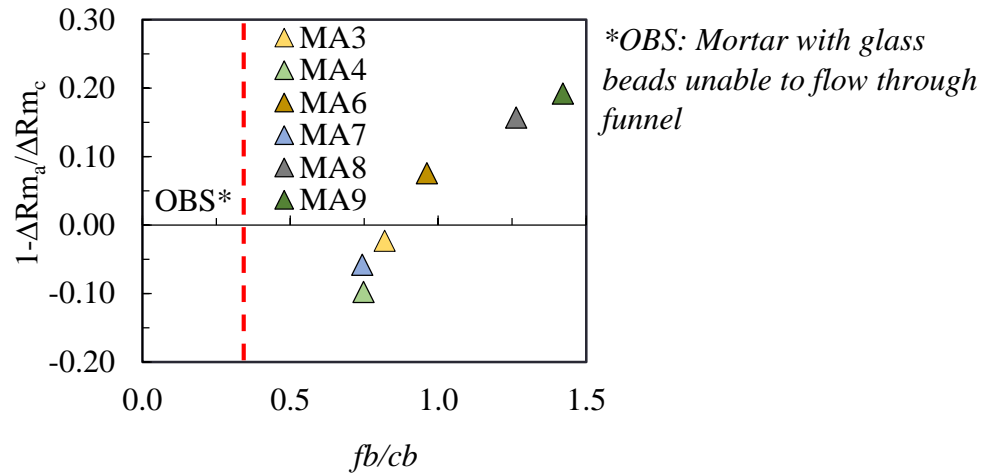 0.30
0.20
0.10
0.00
-0.10
-0.20
1-ΔRmₐ/ΔRm_c
OBS*
MA3
MA4
MA6
MA7
MA8
MA9
0.0 0.5 1.0 1.5
fb/cb
*OBS: Mortar with glass
beads unable to flow through
funnel